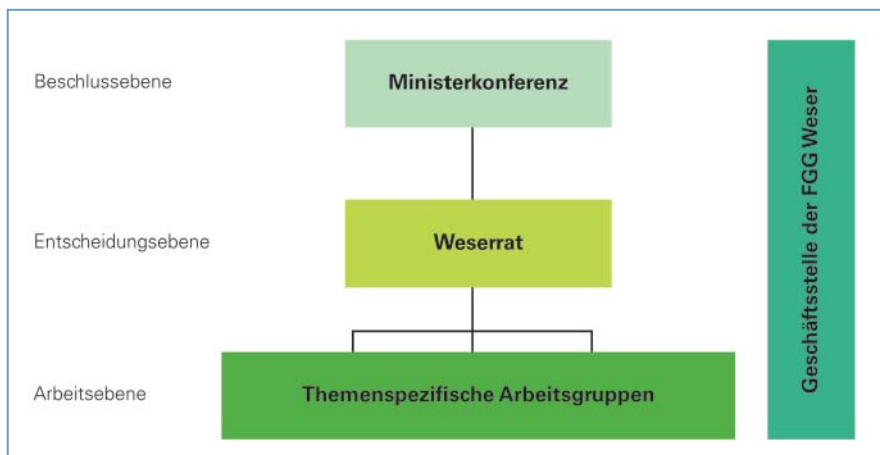 Beschlussebene
Ministerkonferenz
Entscheidungsebene
Weserrat
Arbeitsebene
Themenspezifische Arbeitsgruppen
Geschäftsstelle der FGG Weser